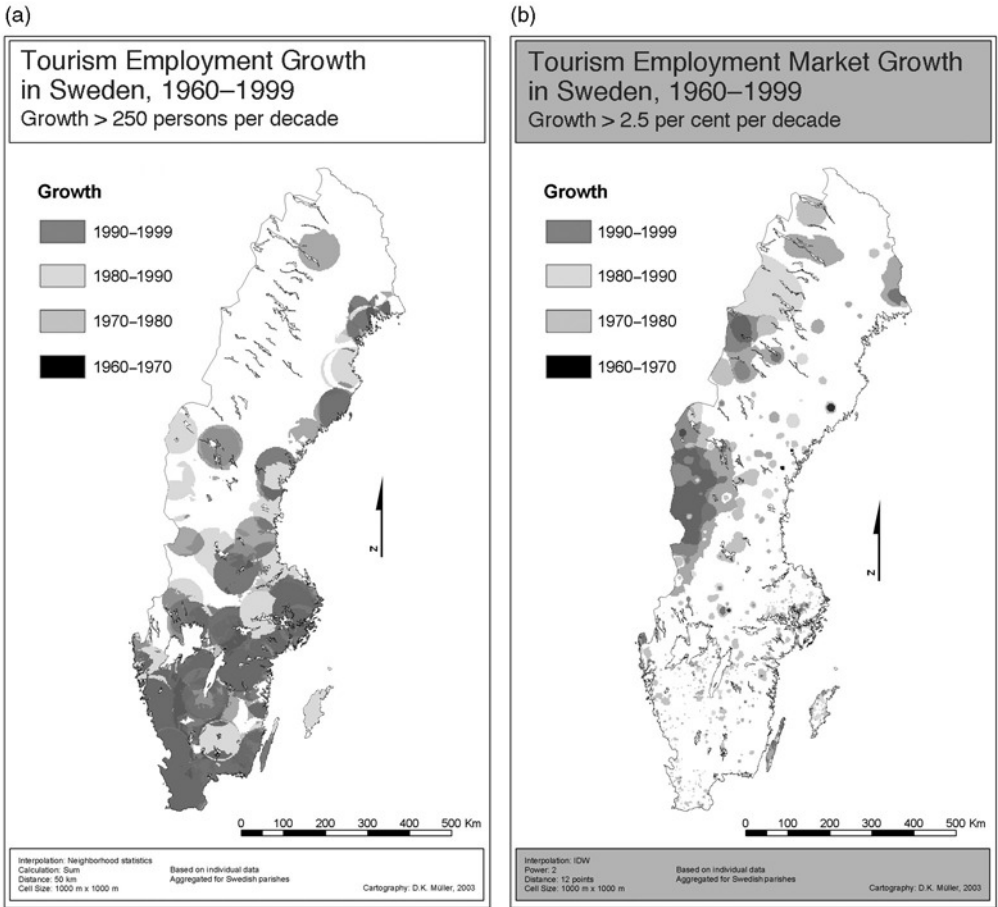 (a)
Tourism Employment Growth
in Sweden, 1960–1999
Growth > 250 persons per decade
Growth
1990–1999
1980–1990
1970–1980
1960–1970
N
0 100 200 300 400 500 Km
Interpolation: Neighborhood statistics
Calculation: Sum
Distance: 50 km
Cell Size: 1000 m x 1000 m
Based on individual data
Aggregated for Swedish parishes
Cartography: D.K. Müller, 2003
(b)
Tourism Employment Market Growth
in Sweden, 1960–1999
Growth > 2.5 per cent per decade
Growth
1990–1999
1980–1990
1970–1980
1960–1970
N
0 100 200 300 400 500 Km
Interpolation: IDW
Power: 2
Distance: 12 points
Cell Size: 1000 m x 1000 m
Based on individual data
Aggregated for Swedish parishes
Cartography: D.K. Müller, 2003